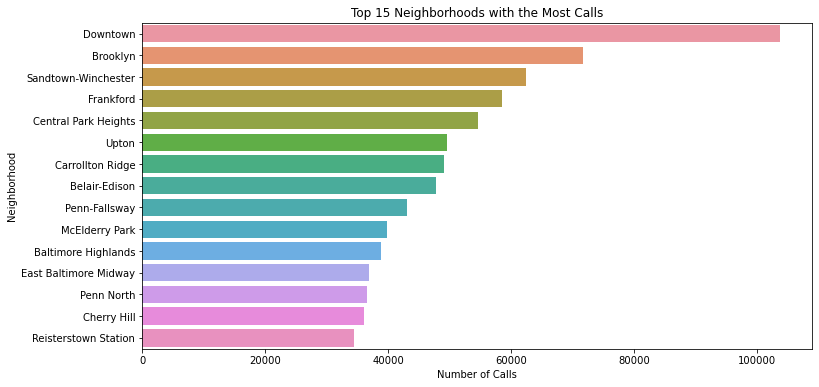 Top 15 Neighborhoods with the Most Calls
Neighborhood
Downtown
Brooklyn
Sandtown-Winchester
Frankford
Central Park Heights
Upton
Carrollton Ridge
Belair-Edison
Penn-Fallsway
McElderry Park
Baltimore Highlands
East Baltimore Midway
Penn North
Cherry Hill
Reisterstown Station
0 20000 40000 60000 80000 100000
Number of Calls